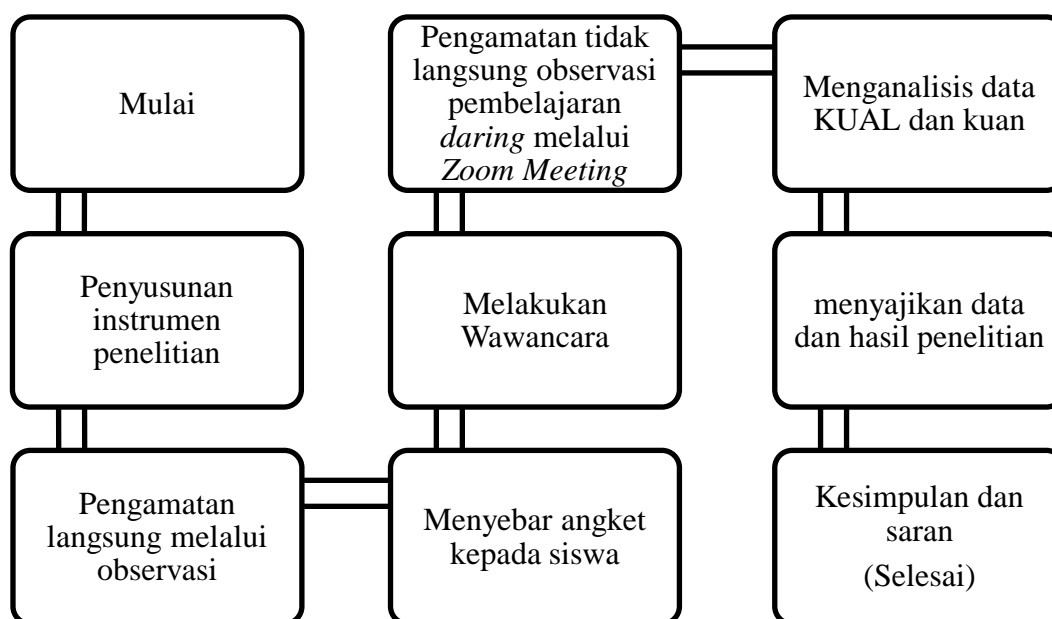 Mulai
Penyusunan
instrumen
penelitian
Pengamatan
langsung melalui
observasi
Menyebar angket
kepada siswa
Melakukan
Wawancara
Pengamatan tidak
langsung observasi
pembelajaran
daring melalui
Zoom Meeting
Menganalisis data
KUAL dan kuan
menyajikan data
dan hasil penelitian
Kesimpulan dan
saran
(Selesai)